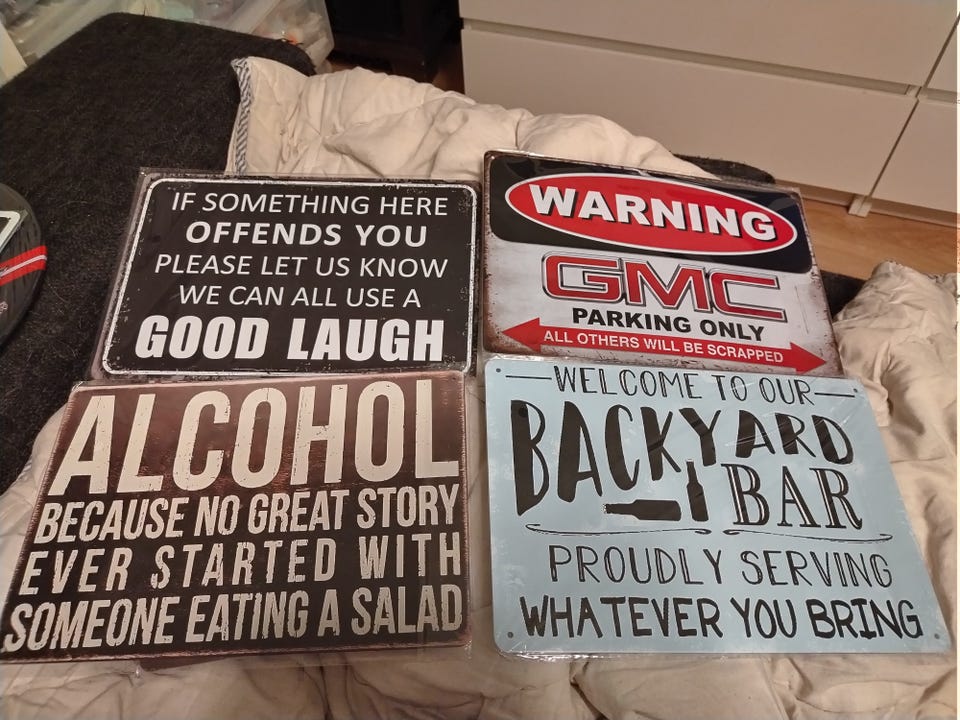 IF SOMETHING HERE
OFFENDS YOU
PLEASE LET US KNOW
WE CAN ALL USE A
GOOD LAUGH
WARNING
GMC
PARKING ONLY
ALL OTHERS WILL BE SCRAPPED
ALCOHOL
BECAUSE NO GREAT STORY
EVER STARTED WITH
SOMEONE EATING A SALAD
WELCOME TO OUR
BACKYARD
BAR
PROUDLY SERVING
WHATEVER YOU BRING